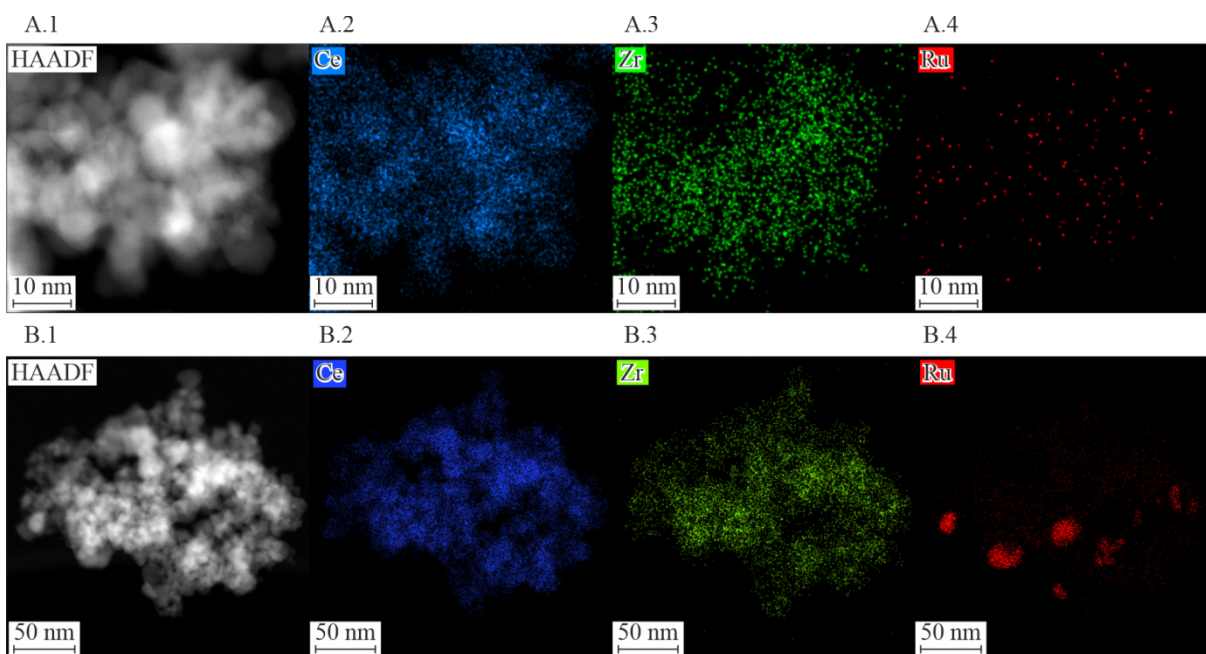 A.1
A.2
A.3
A.4
HAADF
Ce
Zr
Ru
10 nm
10 nm
10 nm
10 nm
B.1
B.2
B.3
B.4
HAADF
Ce
Zr
Ru
50 nm
50 nm
50 nm
50 nm